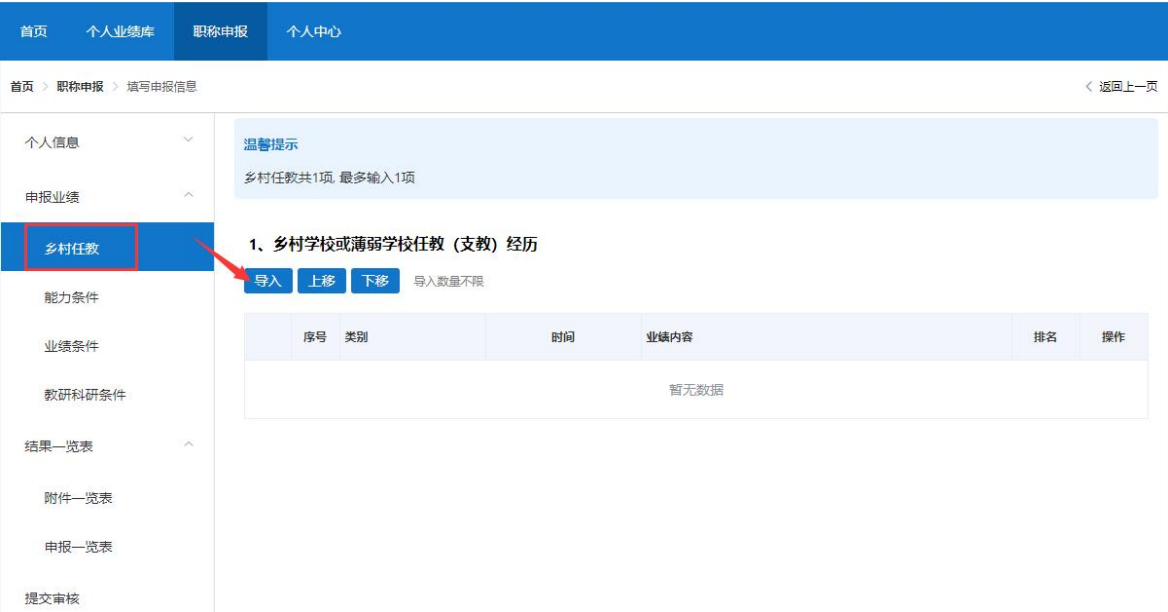 首页 个人业绩库 职称申报 个人中心
首页 > 职称申报 > 填写申报信息 < 返回上一页
个人信息
温馨提示
乡村任教共1项, 最多输入1项
申报业绩
乡村任教
1、乡村学校或薄弱学校任教（支教）经历
导入 上移 下移 导入数量不限
能力条件
序号 类别 时间 业绩内容 排名 操作
业绩条件
暂无数据
教研科研条件
结果一览表
附件一览表
申报一览表
提交审核